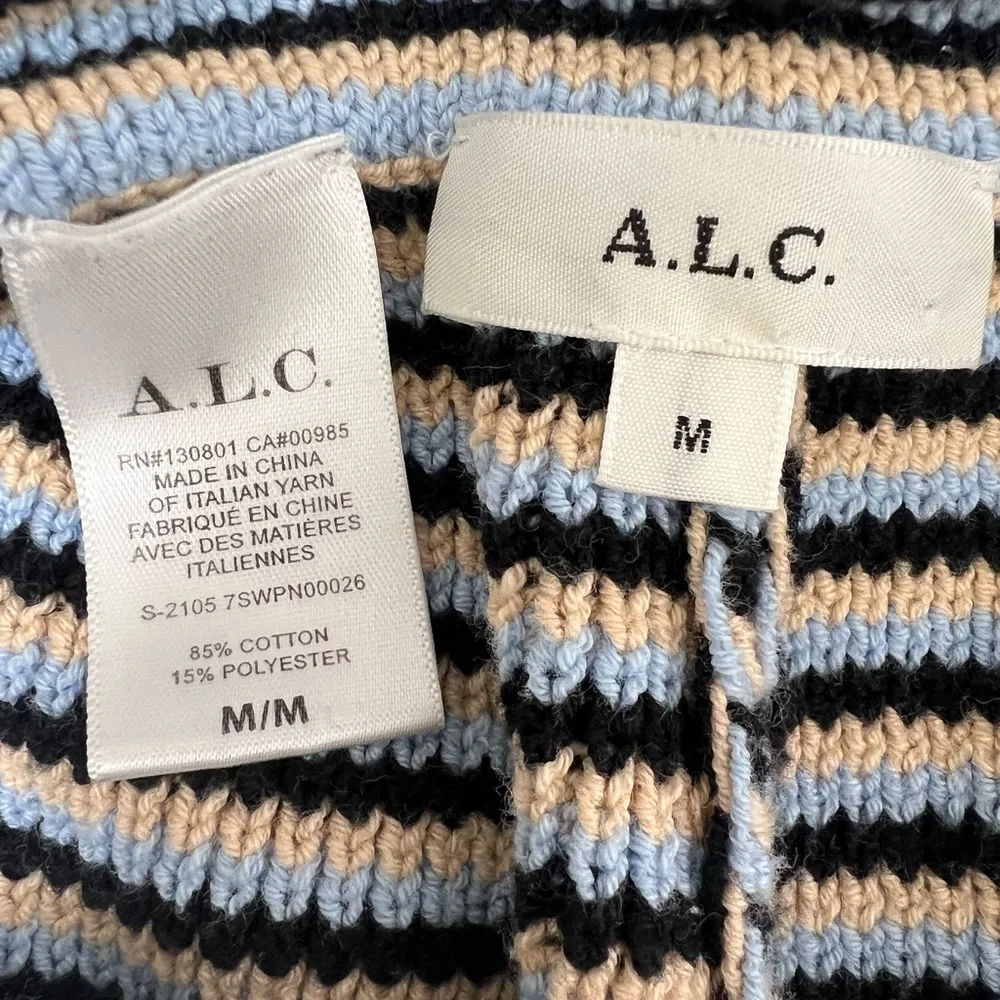 A.L.C.
RN#130801 CA#00985
MADE IN CHINA
OF ITALIAN YARN
FABRIQUÉ EN CHINE
AVEC DES MATIÈRES
ITALIENNES
S-2105 7SWPN00026
85% COTTON
15% POLYESTER
M/M
A.L.C.
M